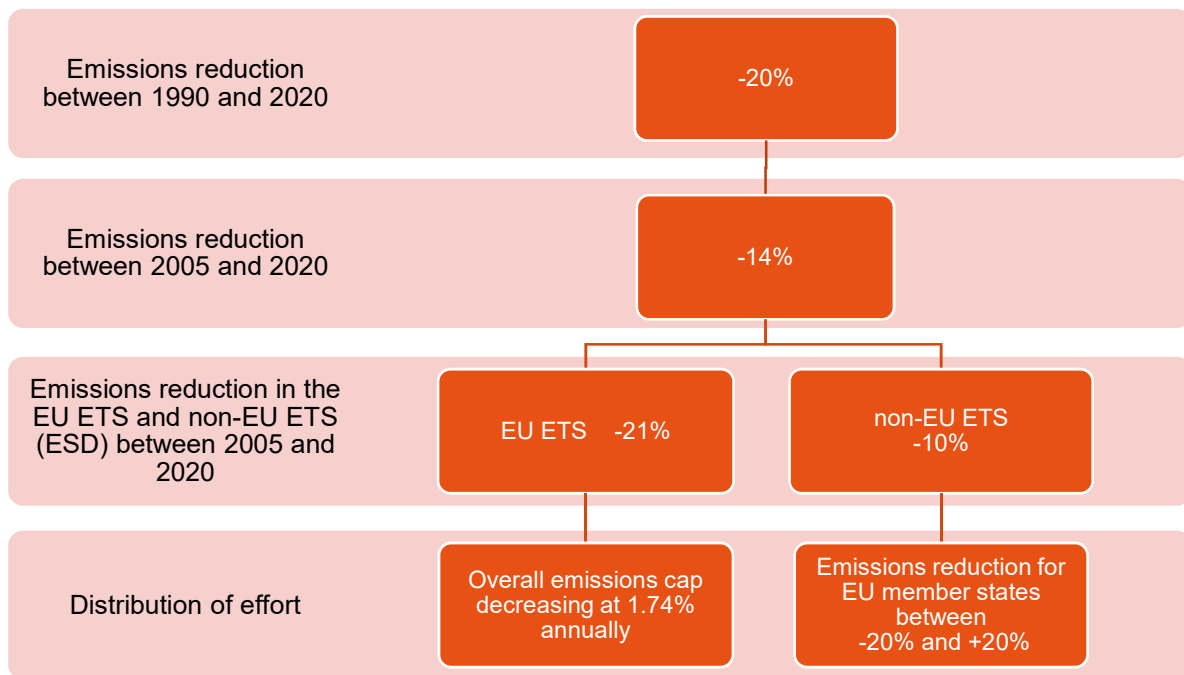 Emissions reduction
between 1990 and 2020
-20%
Emissions reduction
between 2005 and 2020
-14%
Emissions reduction in the
EU ETS and non-EU ETS
(ESD) between 2005 and
2020
EU ETS -21%
non-EU ETS
-10%
Distribution of effort
Overall emissions cap
decreasing at 1.74%
annually
Emissions reduction for
EU member states
between
-20% and +20%